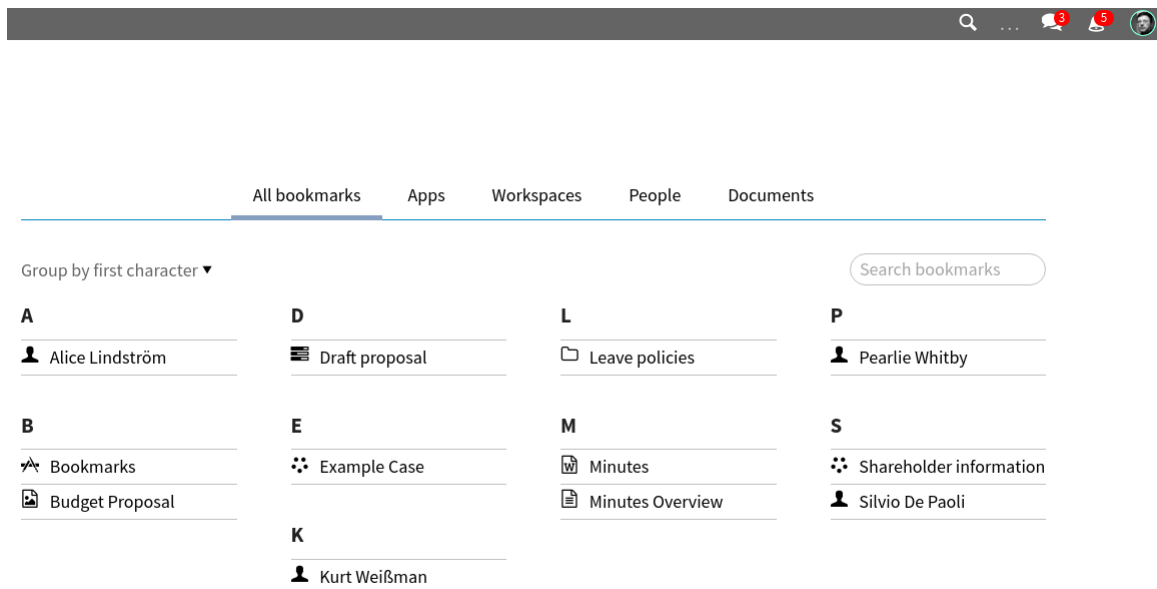 ... 3 5
All bookmarks Apps Workspaces People Documents
Group by first character Search bookmarks
A
Alice Lindström
B
Bookmarks
Budget Proposal
D
Draft proposal
E
Example Case
K
Kurt Weißman
L
Leave policies
M
Minutes
Minutes Overview
P
Pearlie Whitby
S
Shareholder information
Silvio De Paoli